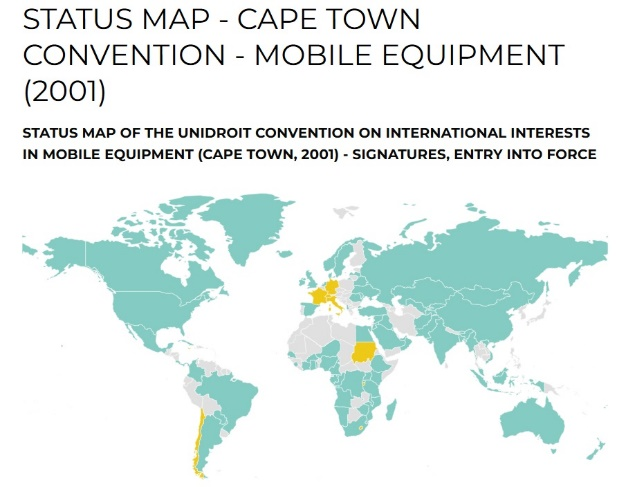 STATUS MAP - CAPE TOWN
CONVENTION - MOBILE EQUIPMENT
(2001)
STATUS MAP OF THE UNIDROIT CONVENTION ON INTERNATIONAL INTERESTS
IN MOBILE EQUIPMENT (CAPE TOWN, 2001) - SIGNATURES, ENTRY INTO FORCE